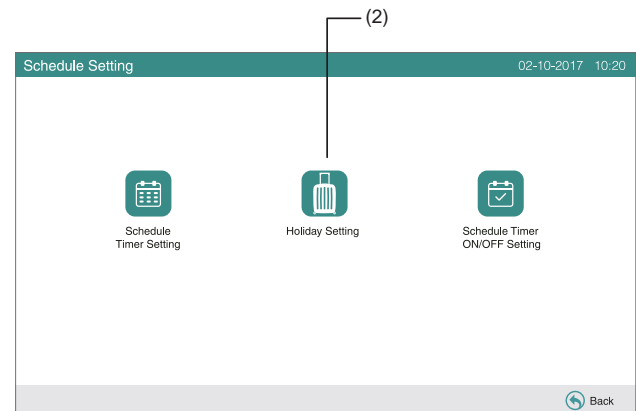 (2)
Schedule Setting
02-10-2017 10:20
Schedule
Timer Setting
Holiday Setting
Schedule Timer
ON/OFF Setting
Back